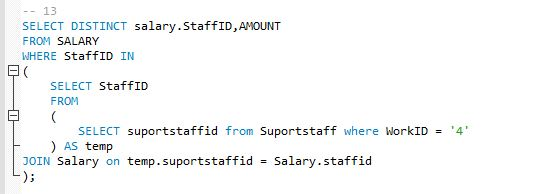 -- 13
SELECT DISTINCT salary.StaffID,AMOUNT
FROM SALARY
WHERE StaffID IN
(
SELECT StaffID
FROM
(
SELECT suportstaffid from Suportstaff where WorkID = '4'
) AS temp
JOIN Salary on temp.suportstaffid = Salary.staffid
);